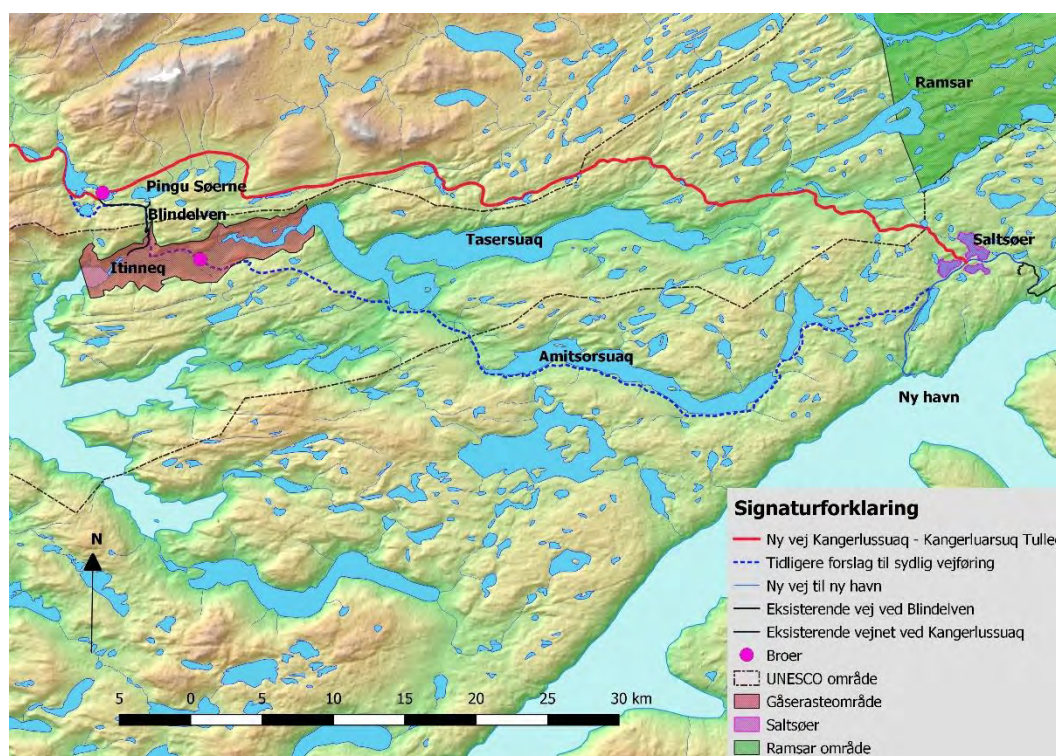 Ramsar
Pingu Søerne
Blindelven
Tasersuaq
Saltsøer
Itinneq
Amitsorsuaq
Ny havn
Signaturforklaring
Ny vej Kangerlussuaq - Kangerluarsuq Tulle
Tidligere forslag til sydlig vejføring
Ny vej til ny havn
Eksisterende vej ved Blindelven
Eksisterende vejnet ved Kangerlussuaq
Broer
UNESCO område
Gåserasteområde
Saltsøer
Ramsar område
N
5 0 5 10 15 20 25 30 km